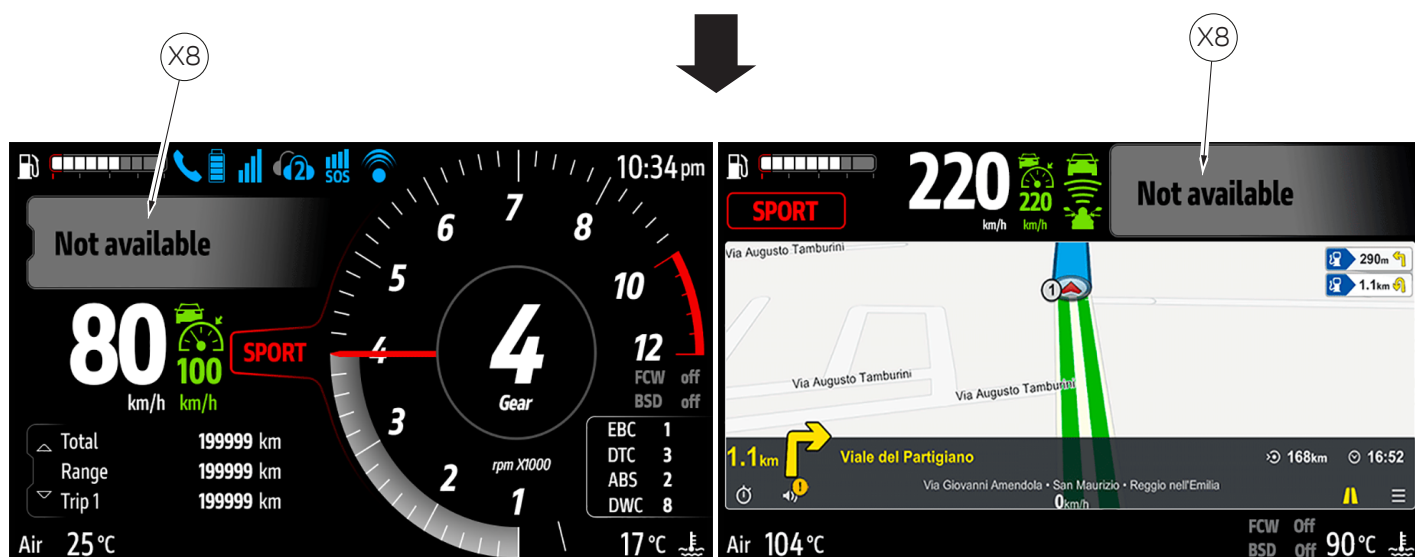 X8
X8
2
SOS
10:34 pm
Not available
80
km/h
100
km/h
SPORT
1
2
3
4
5
6
7
8
10
12
4
Gear
rpm X1000
FCW off
BSD off
EBC 1
DTC 3
ABS 2
DWC 8
Total 199999 km
Range 199999 km
Trip 1 199999 km
Air 25 °C
17 °C
SPORT
220
km/h
220
km/h
Not available
Via Augusto Tamburini
290m
1.1km
1
Via Augusto Tamburini
Via Augusto Tamburini
1.1km
Viale del Partigiano
168km
16:52
!
Via Giovanni Amendola • San Maurizio • Reggio nell'Emilia
0km/h
Air 104 °C
FCW Off
BSD Off
90 °C